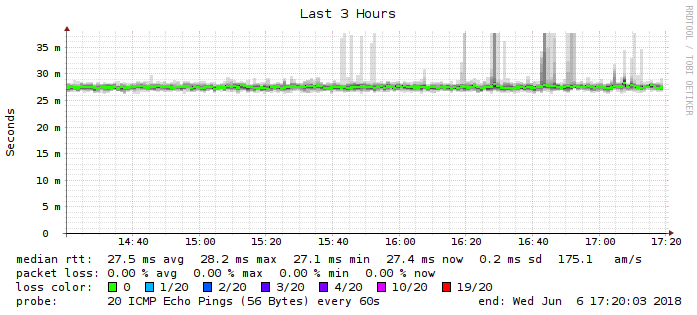 Last 3 Hours
RRDTOOL / TOBI OETIKER
Seconds
35 m
30 m
25 m
20 m
15 m
10 m
5 m
0
14:40 15:00 15:20 15:40 16:00 16:20 16:40 17:00 17:20
median rtt: 27.5 ms avg 28.2 ms max 27.1 ms min 27.4 ms now 0.2 ms sd 175.1 am/s
packet loss: 0.00 % avg 0.00 % max 0.00 % min 0.00 % now
loss color: 0 1/20 2/20 3/20 4/20 10/20 19/20
probe: 20 ICMP Echo Pings (56 Bytes) every 60s end: Wed Jun 6 17:20:03 2018